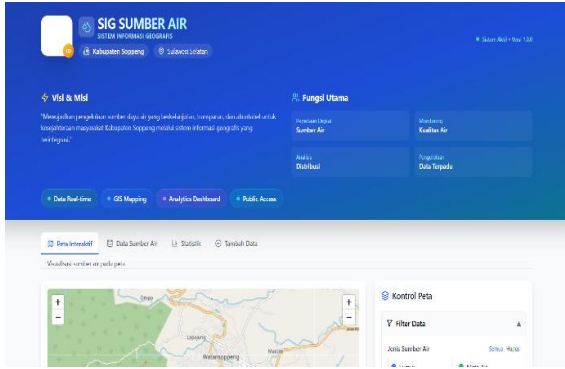 SIG SUMBER AIR
SISTEM INFORMASI GEOGRAFIS
Kabupaten Soppeng
Sulawesi Selatan
Sistem Aktif • Versi 1.0.0
Visi & Misi
"Mewujudkan pengelolaan sumber daya air yang berkelanjutan, transparan, dan akuntabel untuk
kesejahteraan masyarakat Kabupaten Soppeng melalui sistem informasi geografis yang
terintegrasi."
Fungsi Utama
Pemetaan Digital
Sumber Air
Monitoring
Kualitas Air
Analisis
Distribusi
Pengelolaan
Data Terpadu
Data Real-time
GIS Mapping
Analytics Dashboard
Public Access
Peta Interaktif
Data Sumber Air
Statistik
Tambah Data
Visualisasi sumber air pada peta
+
−
+
−
Lapajung
Watansoppeng
Kontrol Peta
Filter Data
Jenis Sumber Air
Semua
Hapus
Mata Air